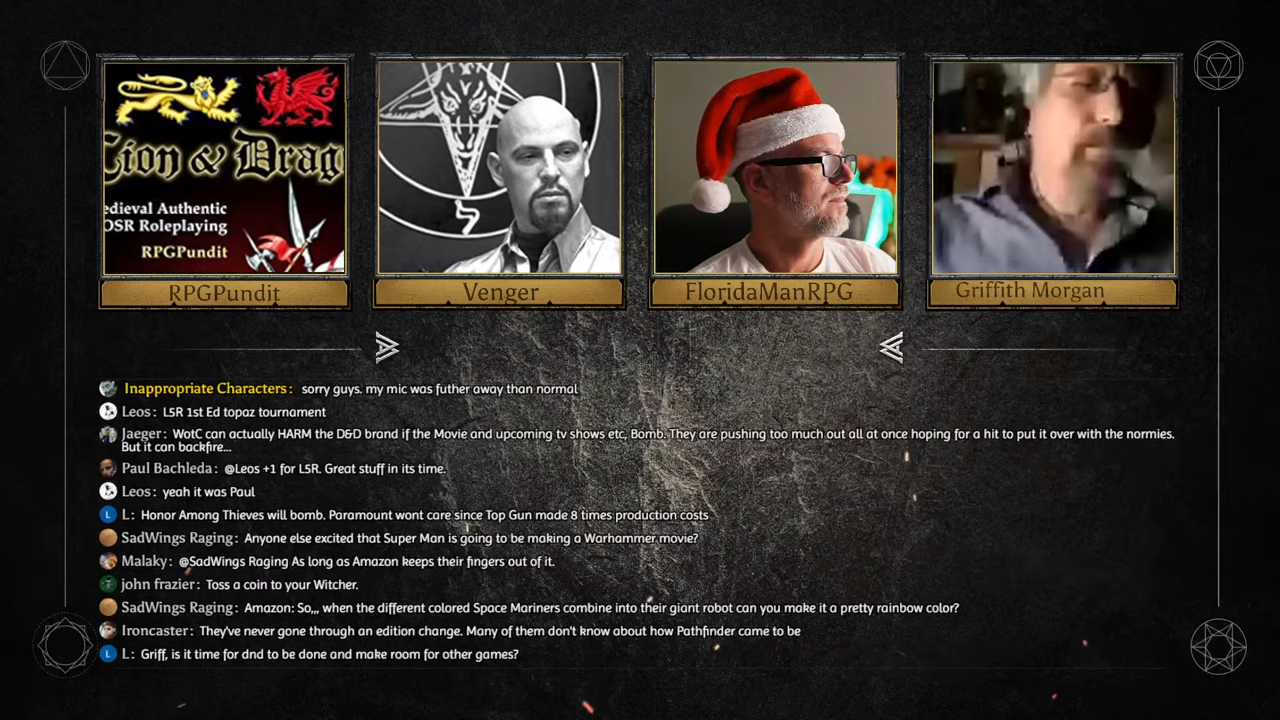 Lion & Drag
edieval Authentic
OSR Roleplaying
RPGPundit
RPGPundit
Venger
FloridaManRPG
Griffith Morgan
Inappropriate Characters: sorry guys. my mic was futher away than normal
Leos: L5R 1st Ed topaz tournament
Jaeger: WotC can actually HARM the D&D brand if the Movie and upcoming tv shows etc, Bomb. They are pushing too much out all at once hoping for a hit to put it over with the normies.
But it can backfire...
Paul Bachleda: @Leos +1 for L5R. Great stuff in its time.
Leos: yeah it was Paul
L: Honor Among Thieves will bomb. Paramount wont care since Top Gun made 8 times production costs
SadWings Raging: Anyone else excited that Super Man is going to be making a Warhammer movie?
Malaky: @SadWings Raging As long as Amazon keeps their fingers out of it.
john frazier: Toss a coin to your Witcher.
SadWings Raging: Amazon: So,,, when the different colored Space Mariners combine into their giant robot can you make it a pretty rainbow color?
Ironcaster: They've never gone through an edition change. Many of them don't know about how Pathfinder came to be
L: Griff, is it time for dnd to be done and make room for other games?